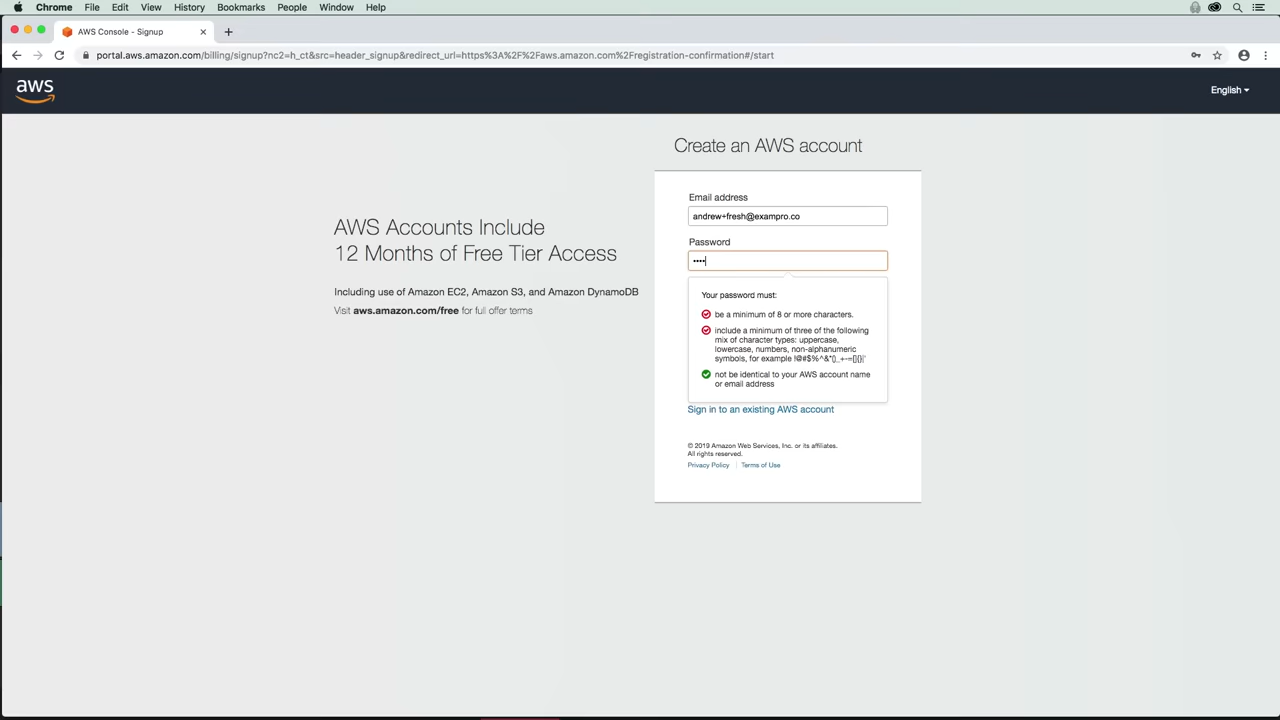 Chrome File Edit View History Bookmarks People Window Help
AWS Console - Signup
portal.aws.amazon.com/billing/signup?nc2=h_ct&src=header_signup&redirect_url=https%3A%2F%2Faws.amazon.com%2Fregistration-confirmation#/start
aws
English
Create an AWS account
AWS Accounts Include
12 Months of Free Tier Access
Including use of Amazon EC2, Amazon S3, and Amazon DynamoDB
Visit aws.amazon.com/free for full offer terms
Email address
andrew+fresh@exampro.co
Password
••••
Your password must:
be a minimum of 8 or more characters.
include a minimum of three of the following
mix of character types: uppercase,
lowercase, numbers, non-alphanumeric
symbols, for example !@#$%^&*()_+-=[]{}|'
not be identical to your AWS account name
or email address
Sign in to an existing AWS account
© 2019 Amazon Web Services, Inc. or its affiliates.
All rights reserved.
Privacy Policy | Terms of Use